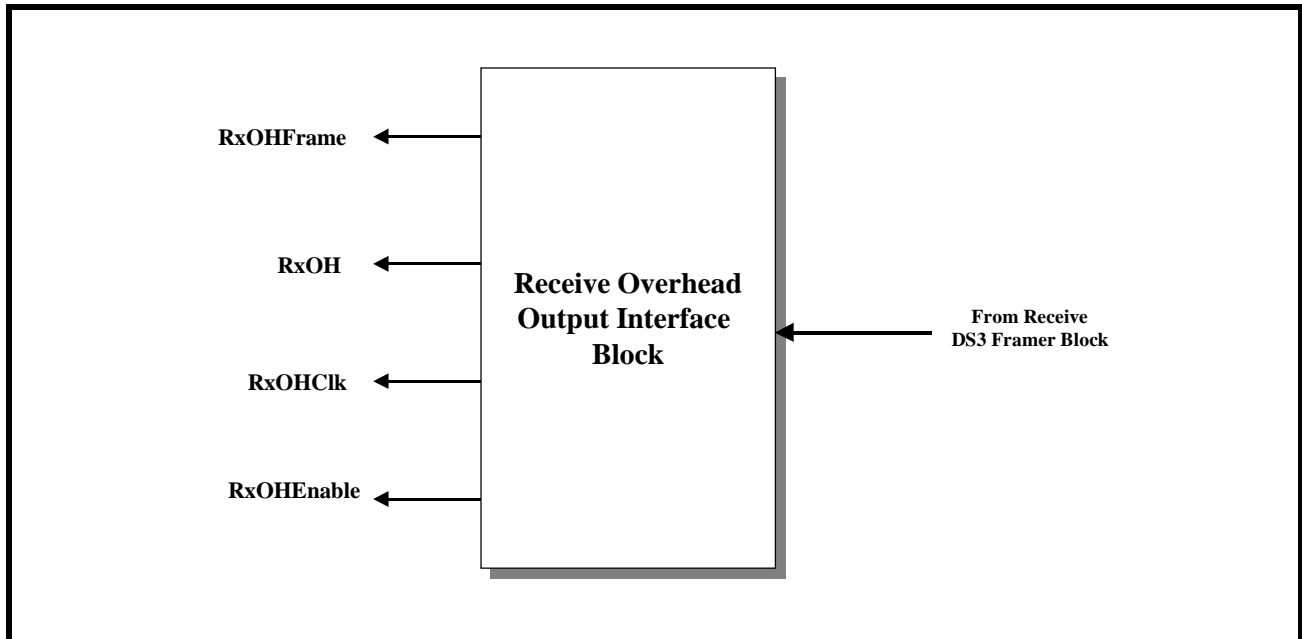 RxOHFrame
RxOH
RxOHClk
RxOHEnable
Receive Overhead
Output Interface
Block
From Receive
DS3 Framer Block